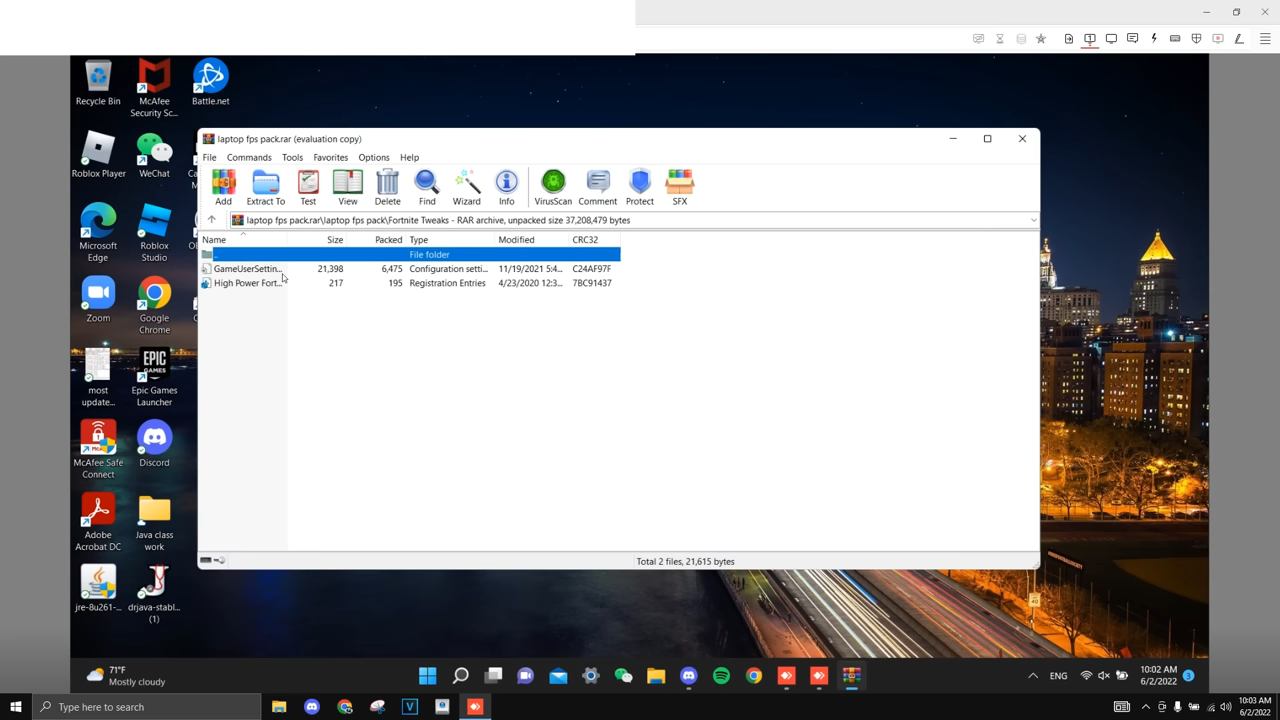 Recycle Bin
McAfee
Security Sc...
Battle.net
Roblox Player
WeChat
Microsoft
Edge
Roblox
Studio
Zoom
Google
Chrome
most
update...
Epic Games
Launcher
EPIC
GAMES
McAfee Safe
Connect
Discord
Adobe
Acrobat DC
Java class
work
jre-8u261-...
drjava-stabl...
(1)
laptop fps pack.rar (evaluation copy)
File Commands Tools Favorites Options Help
Add Extract To Test View Delete Find Wizard Info VirusScan Comment Protect SFX
laptop fps pack.rar\laptop fps pack\Fortnite Tweaks - RAR archive, unpacked size 37,208,479 bytes
Name Size Packed Type Modified CRC32
.. File folder
GameUserSettin... 21,398 6,475 Configuration setti... 11/19/2021 5:4... C24AF97F
High Power Fort... 217 195 Registration Entries 4/23/2020 12:3... 7BC91437
Total 2 files, 21,615 bytes
71°F
Mostly cloudy
ENG
10:02 AM
6/2/2022
3
Type here to search
10:03 AM
6/2/2022